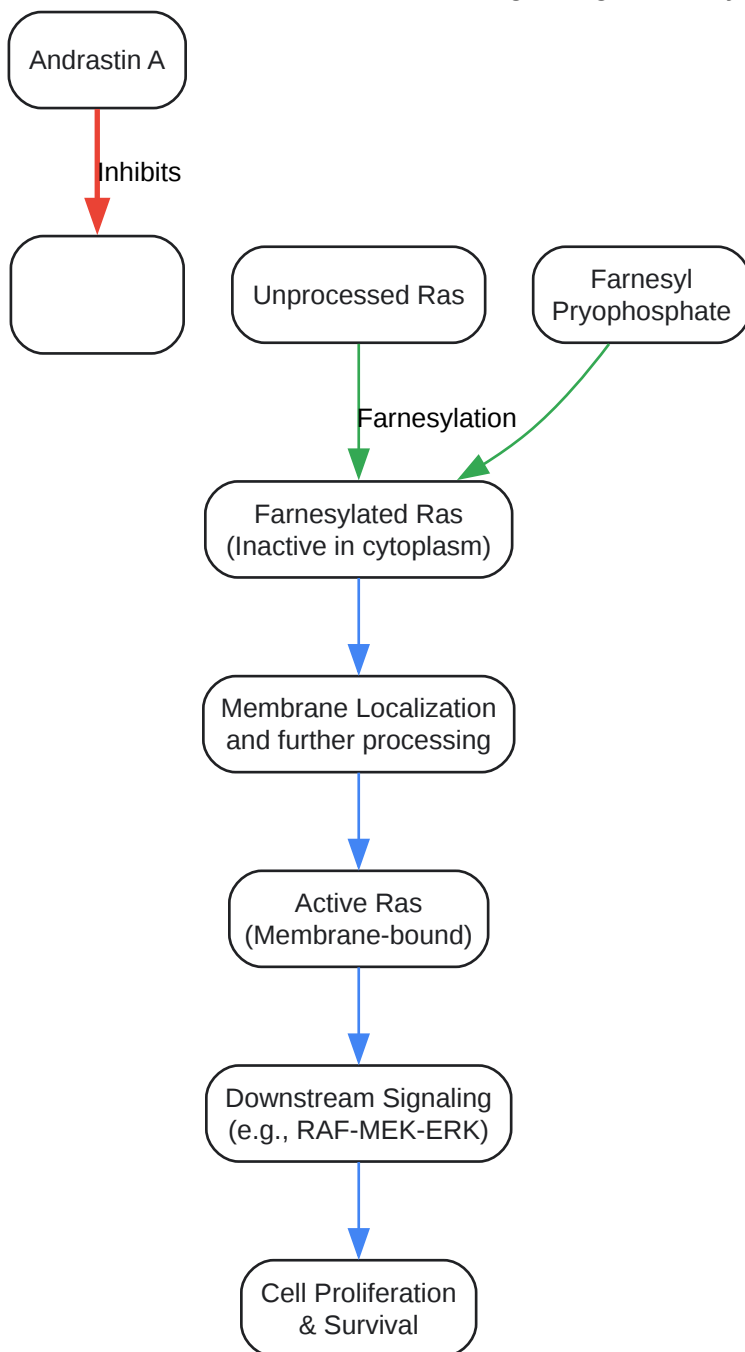 Andrastin A
Inhibits
Unprocessed Ras
Farnesyl
Pryophosphate
Farnesylation
Farnesylated Ras
(Inactive in cytoplasm)
Membrane Localization
and further processing
Active Ras
(Membrane-bound)
Downstream Signaling
(e.g., RAF-MEK-ERK)
Cell Proliferation
& Survival